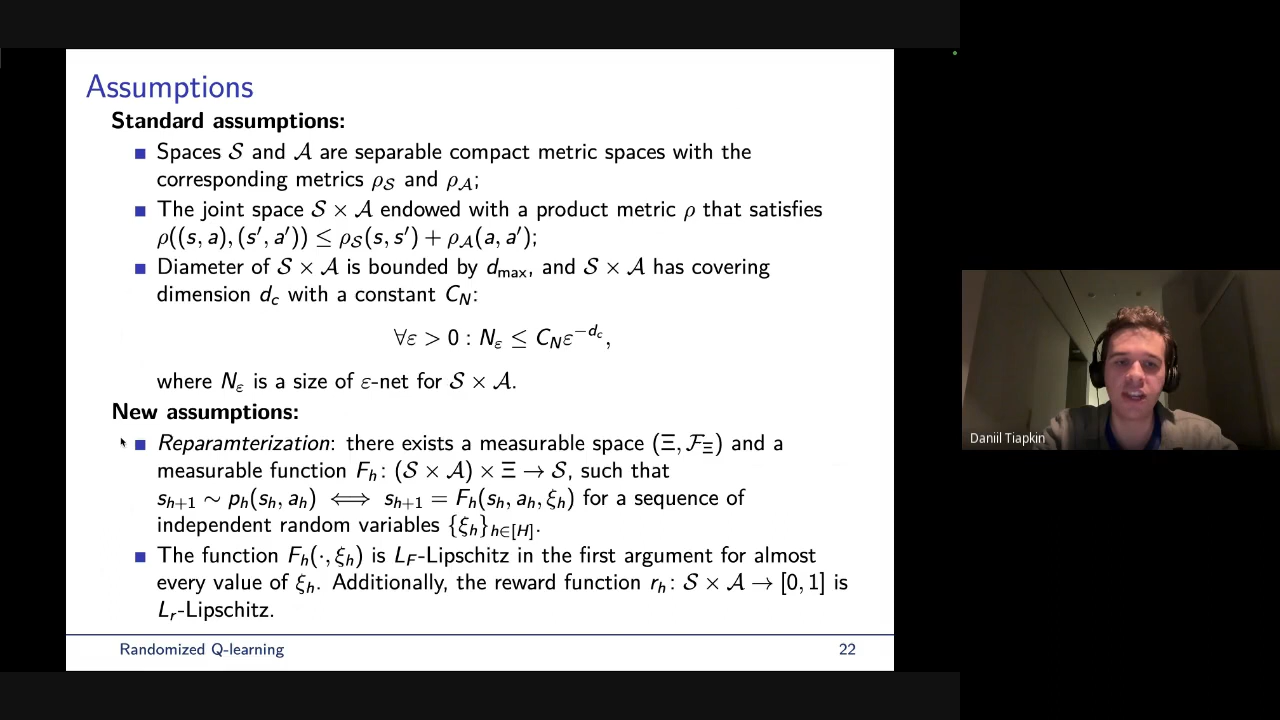 Assumptions
Standard assumptions:
Spaces 𝒮 and 𝒜 are separable compact metric spaces with the
corresponding metrics ρ_𝒮 and ρ_𝒜;
The joint space 𝒮 × 𝒜 endowed with a product metric ρ that satisfies
ρ((s, a), (s′, a′)) ≤ ρ_𝒮(s, s′) + ρ_𝒜(a, a′);
Diameter of 𝒮 × 𝒜 is bounded by d_max, and 𝒮 × 𝒜 has covering
dimension d_c with a constant C_N:
∀ε > 0 : N_ε ≤ C_N ε^{−d_c},
where N_ε is a size of ε-net for 𝒮 × 𝒜.
New assumptions:
Reparamterization: there exists a measurable space (Ξ, ℱ_Ξ) and a
measurable function F_h : (𝒮 × 𝒜) × Ξ → 𝒮, such that
s_{h+1} ∼ p_h(s_h, a_h) ⟺ s_{h+1} = F_h(s_h, a_h, ξ_h) for a sequence of
independent random variables {ξ_h}_{h∈[H]}.
The function F_h(·, ξ_h) is L_F-Lipschitz in the first argument for almost
every value of ξ_h. Additionally, the reward function r_h : 𝒮 × 𝒜 → [0, 1] is
L_r-Lipschitz.
Randomized Q-learning 22
Daniil Tiapkin